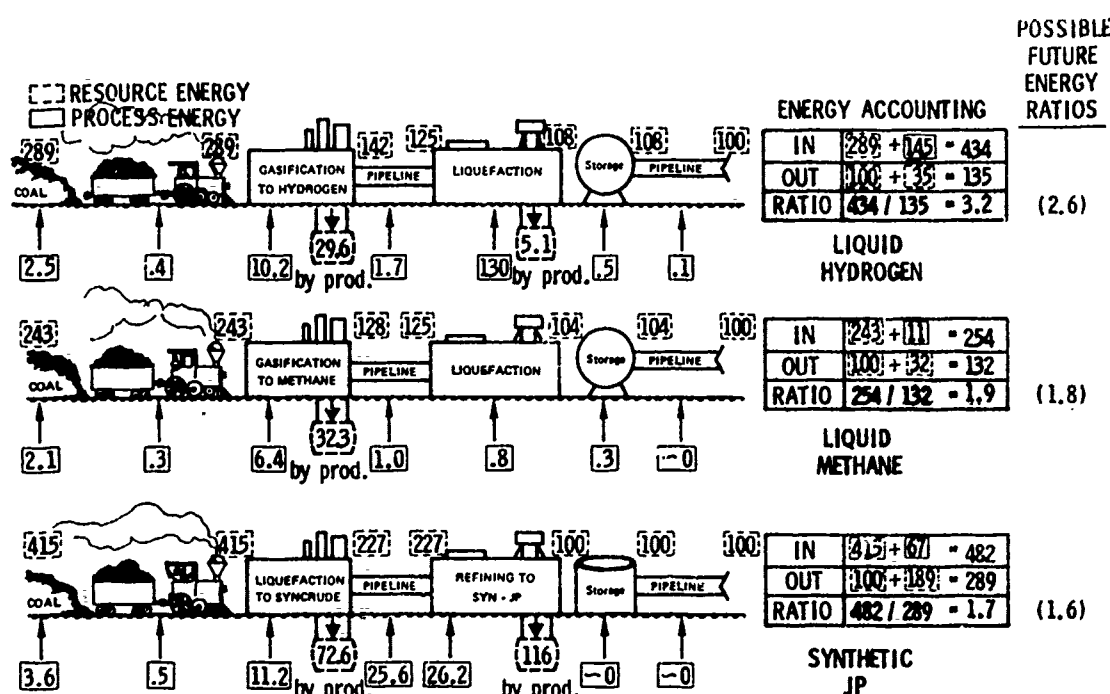 POSSIBLE
FUTURE
ENERGY
RATIOS
RESOURCE ENERGY
PROCESS ENERGY
ENERGY ACCOUNTING
289 289 142 125 108 108 100
COAL
GASIFICATION
TO HYDROGEN
PIPELINE
LIQUEFACTION
Storage
PIPELINE
IN 289 + 145 = 434
OUT 100 + 35 = 135
RATIO 434 / 135 = 3.2
(2.6)
2.5 .4 10.2 29.6 by prod. 1.7 130 5.1 by prod. .5 .1
LIQUID
HYDROGEN
243 243 128 125 104 104 100
COAL
GASIFICATION
TO METHANE
PIPELINE
LIQUEFACTION
Storage
PIPELINE
IN 243 + 11 = 254
OUT 100 + 32 = 132
RATIO 254 / 132 = 1.9
(1.8)
2.1 .3 6.4 32.3 by prod. 1.0 .8 .3 ~0
LIQUID
METHANE
415 415 227 227 100 100 100
COAL
LIQUEFACTION
TO SYNCRUDE
PIPELINE
REFINING TO
SYN - JP
Storage
PIPELINE
IN 415 + 67 = 482
OUT 100 + 189 = 289
RATIO 482 / 289 = 1.7
(1.6)
3.6 .5 11.2 72.6 by prod. 25.6 26.2 116 by prod. ~0 ~0
SYNTHETIC
JP